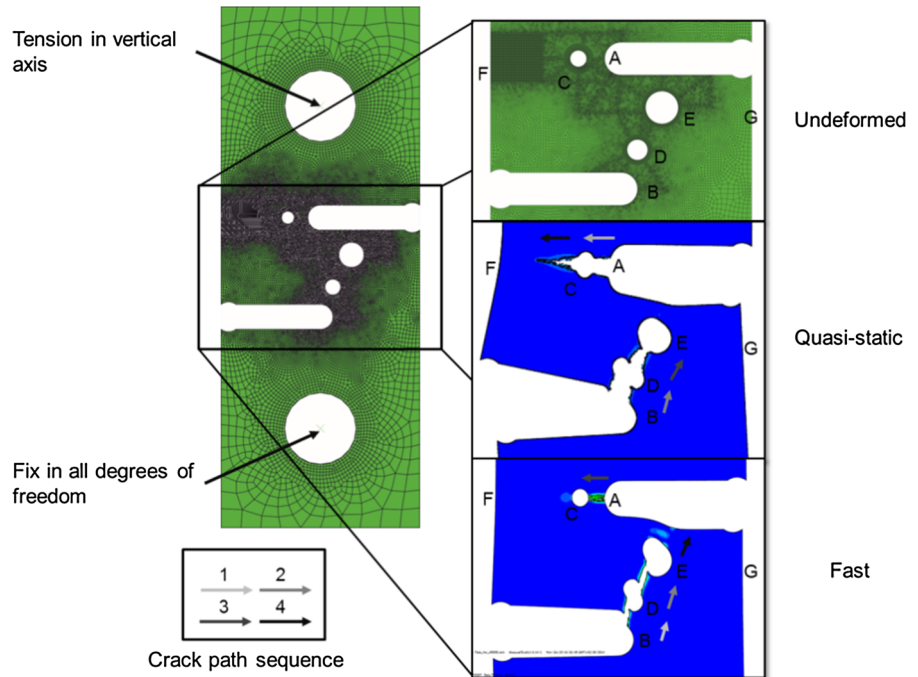 Tension in vertical
axis
Fix in all degrees of
freedom
1 2
3 4
Crack path sequence
F
C
A
E
G
D
B
Undeformed
F
A
C
E
G
D
B
Quasi-static
F
A
C
E
G
D
B
Fast